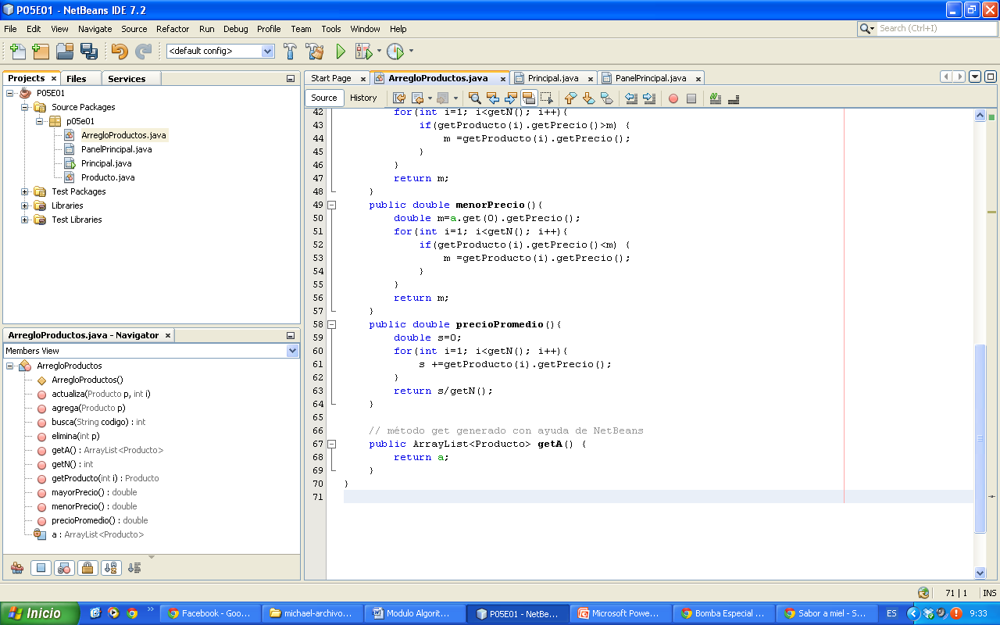 P05E01 - NetBeans IDE 7.2
File Edit View Navigate Source Refactor Run Debug Profile Team Tools Window Help
Search (Ctrl+I)
<default config>
Projects Files Services
P05E01
Source Packages
p05e01
ArregloProductos.java
PanelPrincipal.java
Principal.java
Producto.java
Test Packages
Libraries
Test Libraries
ArregloProductos.java - Navigator
Members View
ArregloProductos
ArregloProductos()
actualiza(Producto p, int i)
agrega(Producto p)
busca(String codigo) : int
elimina(int p)
getA() : ArrayList<Producto>
getN() : int
getProducto(int i) : Producto
mayorPrecio() : double
menorPrecio() : double
precioPromedio() : double
a : ArrayList<Producto>
Start Page ArregloProductos.java Principal.java PanelPrincipal.java
Source History
42 for(int i=1; i<getN(); i++){
43 if(getProducto(i).getPrecio()>m) {
44 m =getProducto(i).getPrecio();
45 }
46 }
47 return m;
48 }
49 public double menorPrecio(){
50 double m=a.get(0).getPrecio();
51 for(int i=1; i<getN(); i++){
52 if(getProducto(i).getPrecio()<m) {
53 m =getProducto(i).getPrecio();
54 }
55 }
56 return m;
57 }
58 public double precioPromedio(){
59 double s=0;
60 for(int i=1; i<getN(); i++){
61 s +=getProducto(i).getPrecio();
62 }
63 return s/getN();
64 }
65
66 // método get generado con ayuda de NetBeans
67 public ArrayList<Producto> getA() {
68 return a;
69 }
70 }
71
71 | 1 INS
Inicio
Facebook - Goo...
michael-archivo...
Modulo Algorit...
P05E01 - NetBe...
Microsoft Powe...
Bomba Especial ...
Sabor a miel - S...
ES
9:33